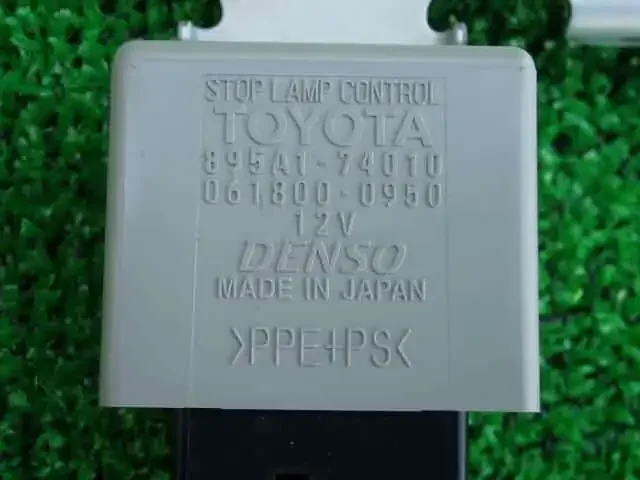 STOP LAMP CONTROL
TOYOTA
895A1-74010
061800-0950
12V
DENSO
MADE IN JAPAN
>PPE+PS<